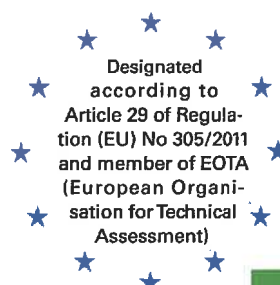 Designated
according to
Article 29 of Regula-
tion (EU) No 305/2011
and member of EOTA
(European Organi-
sation for Technical
Assessment)